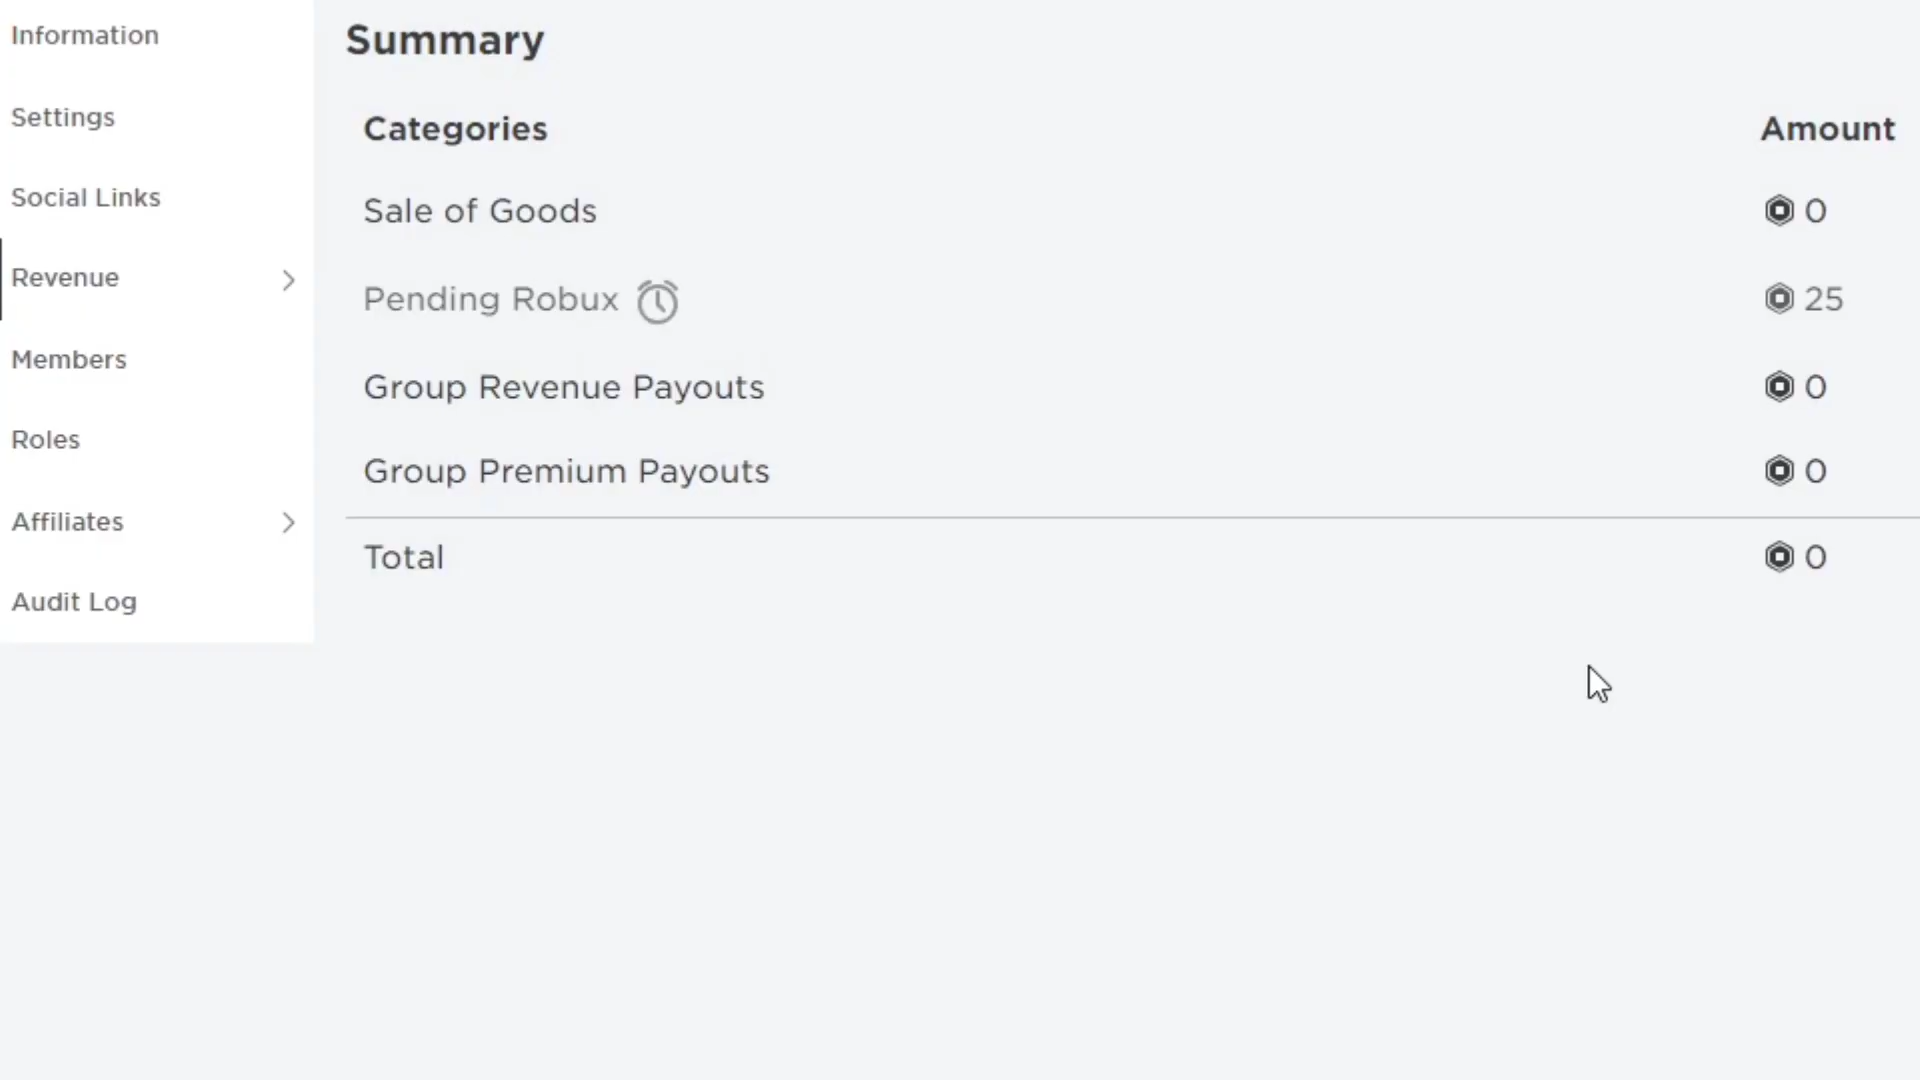 Information
Settings
Social Links
Revenue
Members
Roles
Affiliates
Audit Log
Summary
Categories Amount
Sale of Goods 0
Pending Robux 25
Group Revenue Payouts 0
Group Premium Payouts 0
Total 0